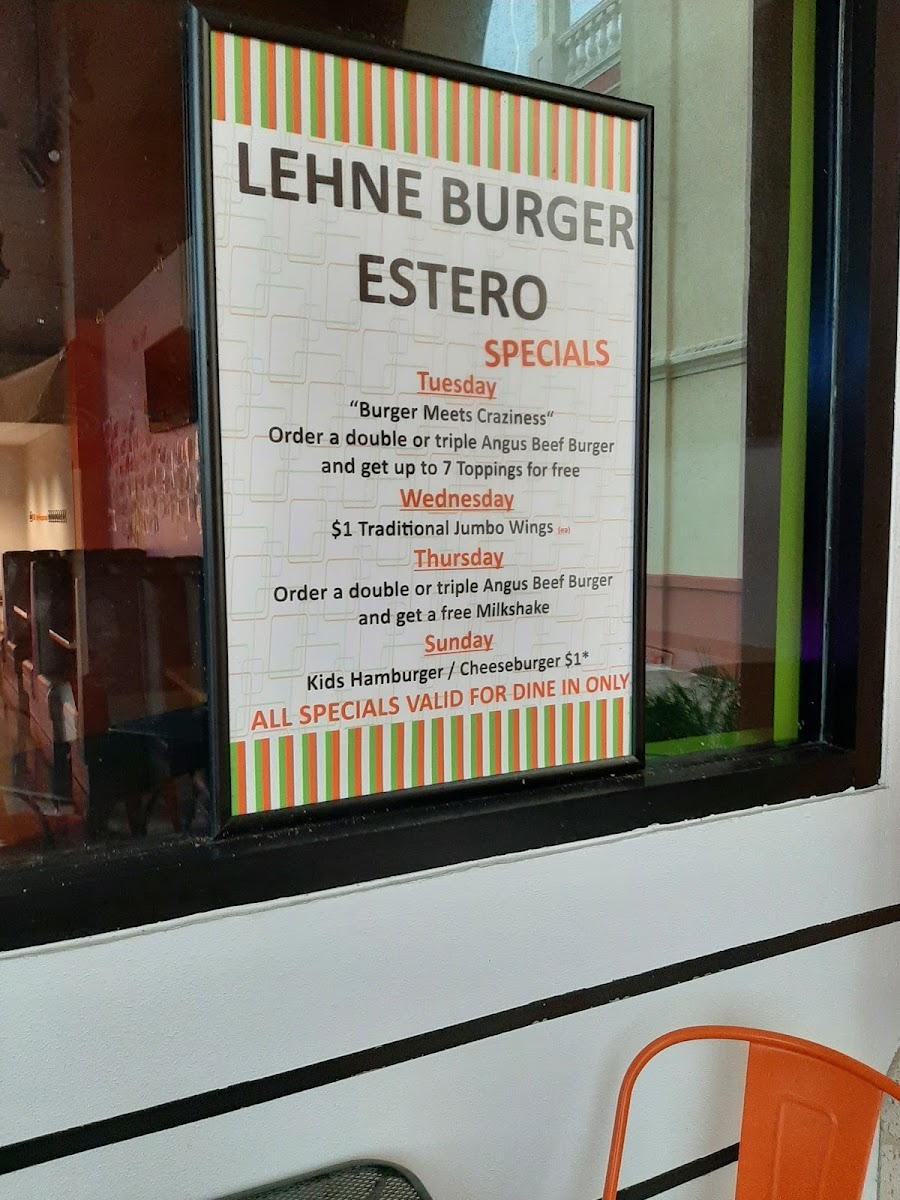 LEHNE BURGER
ESTERO
SPECIALS
Tuesday
“Burger Meets Craziness“
Order a double or triple Angus Beef Burger
and get up to 7 Toppings for free
Wednesday
$1 Traditional Jumbo Wings (ea)
Thursday
Order a double or triple Angus Beef Burger
and get a free Milkshake
Sunday
Kids Hamburger / Cheeseburger $1*
ALL SPECIALS VALID FOR DINE IN ONLY